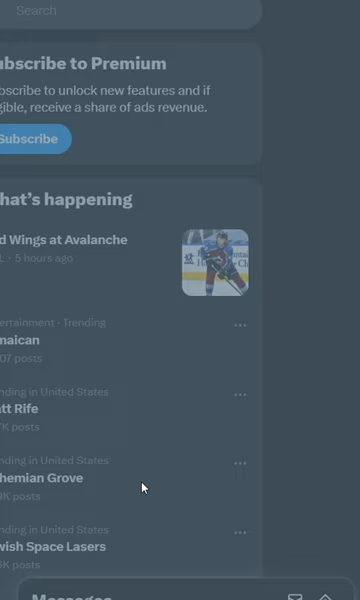 Search
ubscribe to Premium
bscribe to unlock new features and if
gible, receive a share of ads revenue.
Subscribe
hat's happening
d Wings at Avalanche
L · 5 hours ago
ertainment · Trending
maican
07 posts
nding in United States
tt Rife
7K posts
nding in United States
hemian Grove
9K posts
nding in United States
wish Space Lasers
5K posts
Messages